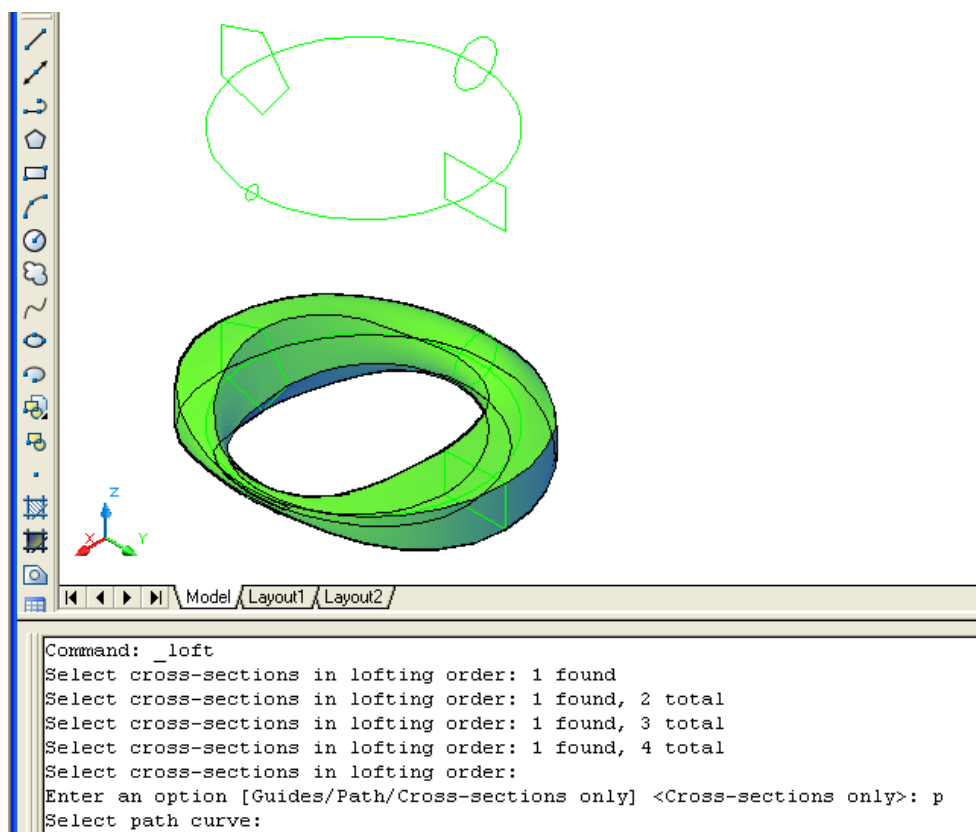 Z
X
Y
Model Layout1 Layout2
Command: _loft
Select cross-sections in lofting order: 1 found
Select cross-sections in lofting order: 1 found, 2 total
Select cross-sections in lofting order: 1 found, 3 total
Select cross-sections in lofting order: 1 found, 4 total
Select cross-sections in lofting order:
Enter an option [Guides/Path/Cross-sections only] <Cross-sections only>: p
Select path curve: